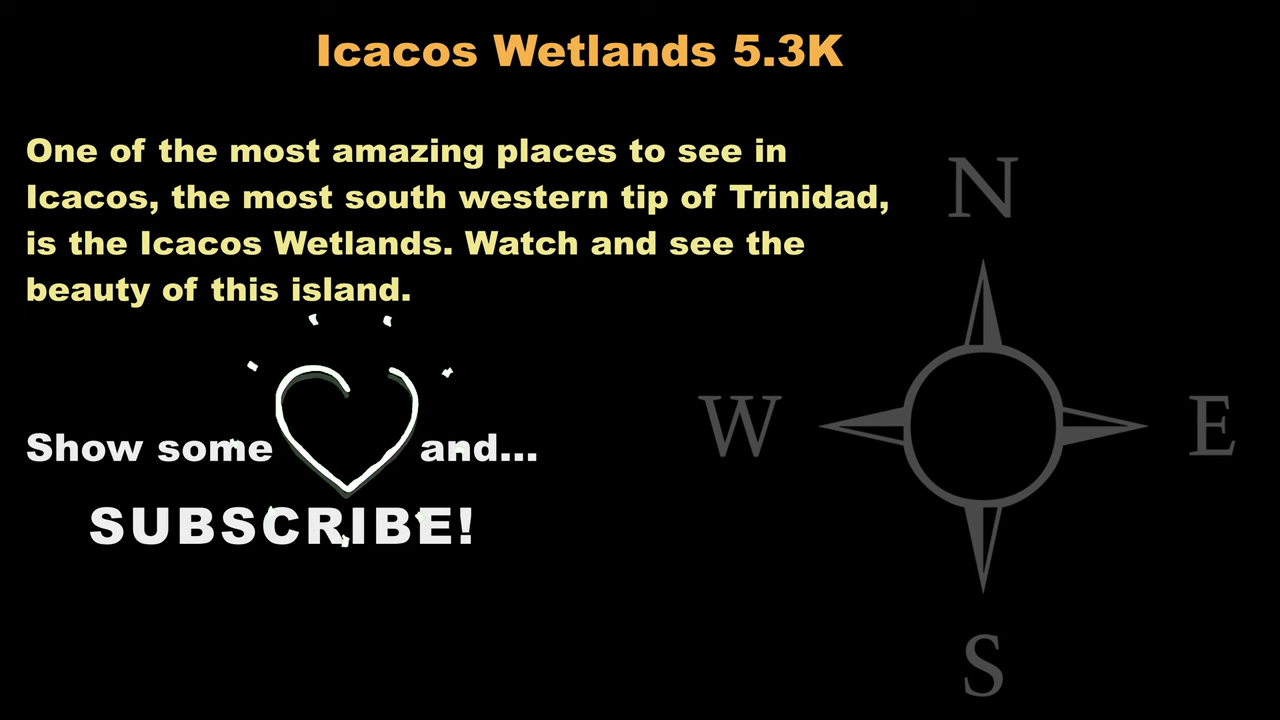 Icacos Wetlands 5.3K
One of the most amazing places to see in
Icacos, the most south western tip of Trinidad,
is the Icacos Wetlands. Watch and see the
beauty of this island.
Show some and...
SUBSCRIBE!
N
W E
S